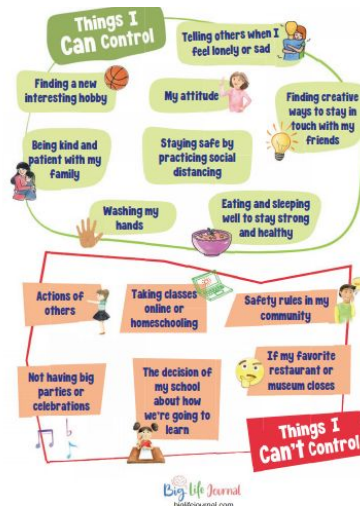 Things I
Can Control
Telling others when I
feel lonely or sad
Finding a new
interesting hobby
My attitude
Finding creative
ways to stay in
touch with my
friends
Being kind and
patient with my
family
Staying safe by
practicing social
distancing
Washing my
hands
Eating and sleeping
well to stay strong
and healthy
Actions of
others
Taking classes
online or
homeschooling
Safety rules in my
community
Not having big
parties or
celebrations
The decision of
my school
about how
we're going to
learn
If my favorite
restaurant or
museum closes
Things I
Can't Control
Big Life Journal
biglifejournal.com